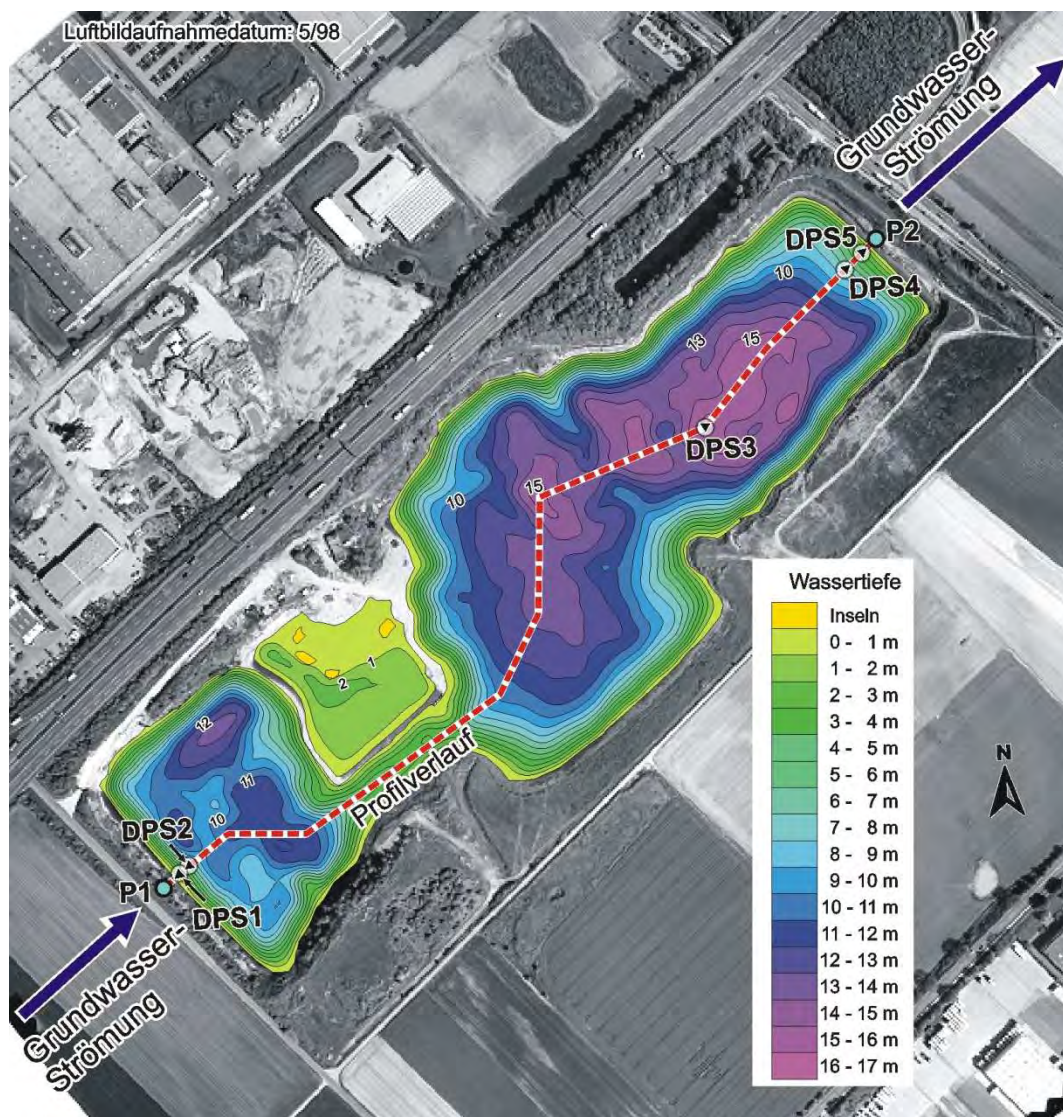 Luftbildaufnahmedatum: 5/98
Grundwasser-
Strömung
DPS5
P2
DPS4
10
13
15
DPS3
15
10
Wassertiefe
Inseln
0 - 1 m
1 - 2 m
2 - 3 m
3 - 4 m
4 - 5 m
5 - 6 m
6 - 7 m
7 - 8 m
8 - 9 m
9 - 10 m
10 - 11 m
11 - 12 m
12 - 13 m
13 - 14 m
14 - 15 m
15 - 16 m
16 - 17 m
N
1
2
12
11
10
Profilverlauf
DPS2
P1
DPS1
Grundwasser-
Strömung